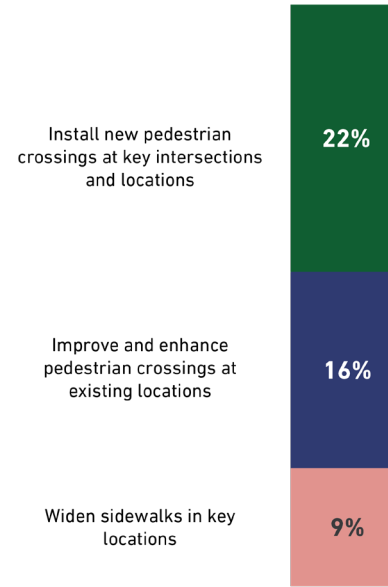 Install new pedestrian
crossings at key intersections
and locations
22%
Improve and enhance
pedestrian crossings at
existing locations
16%
Widen sidewalks in key
locations
9%